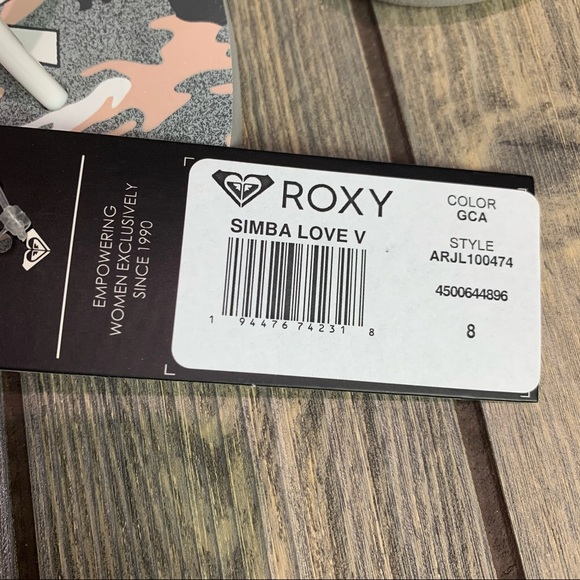 EMPOWERING
WOMEN EXCLUSIVELY
SINCE 1990
ROXY
SIMBA LOVE V
1 94476 74231 8
COLOR
GCA
STYLE
ARJL100474
4500644896
8